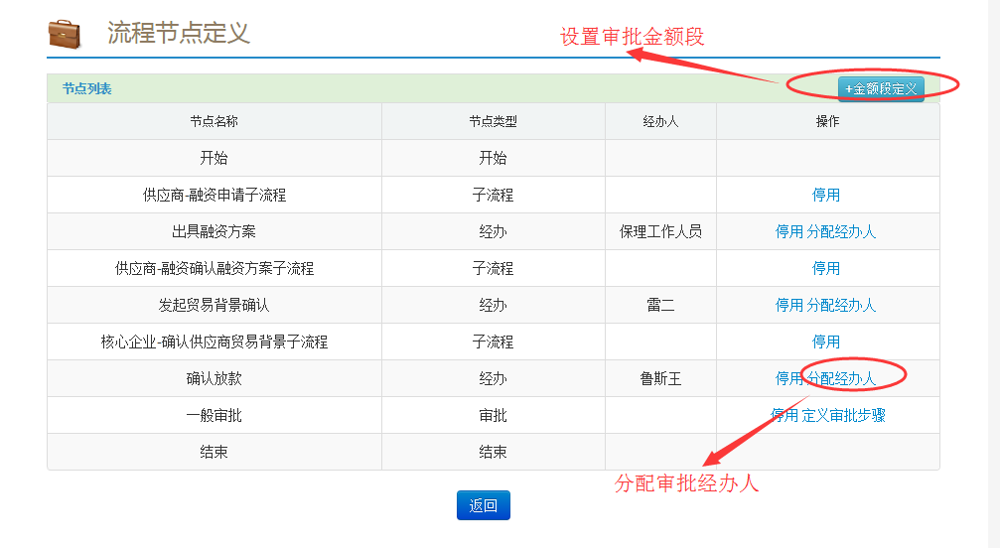 流程节点定义
设置审批金额段
节点列表 +金额段定义
节点名称 节点类型 经办人 操作
开始 开始
供应商-融资申请子流程 子流程 停用
出具融资方案 经办 保理工作人员 停用 分配经办人
供应商-融资确认融资方案子流程 子流程 停用
发起贸易背景确认 经办 雷二 停用 分配经办人
核心企业-确认供应商贸易背景子流程 子流程 停用
确认放款 经办 鲁斯王 停用 分配经办人
一般审批 审批 停用 定义审批步骤
结束 结束
分配审批经办人
返回